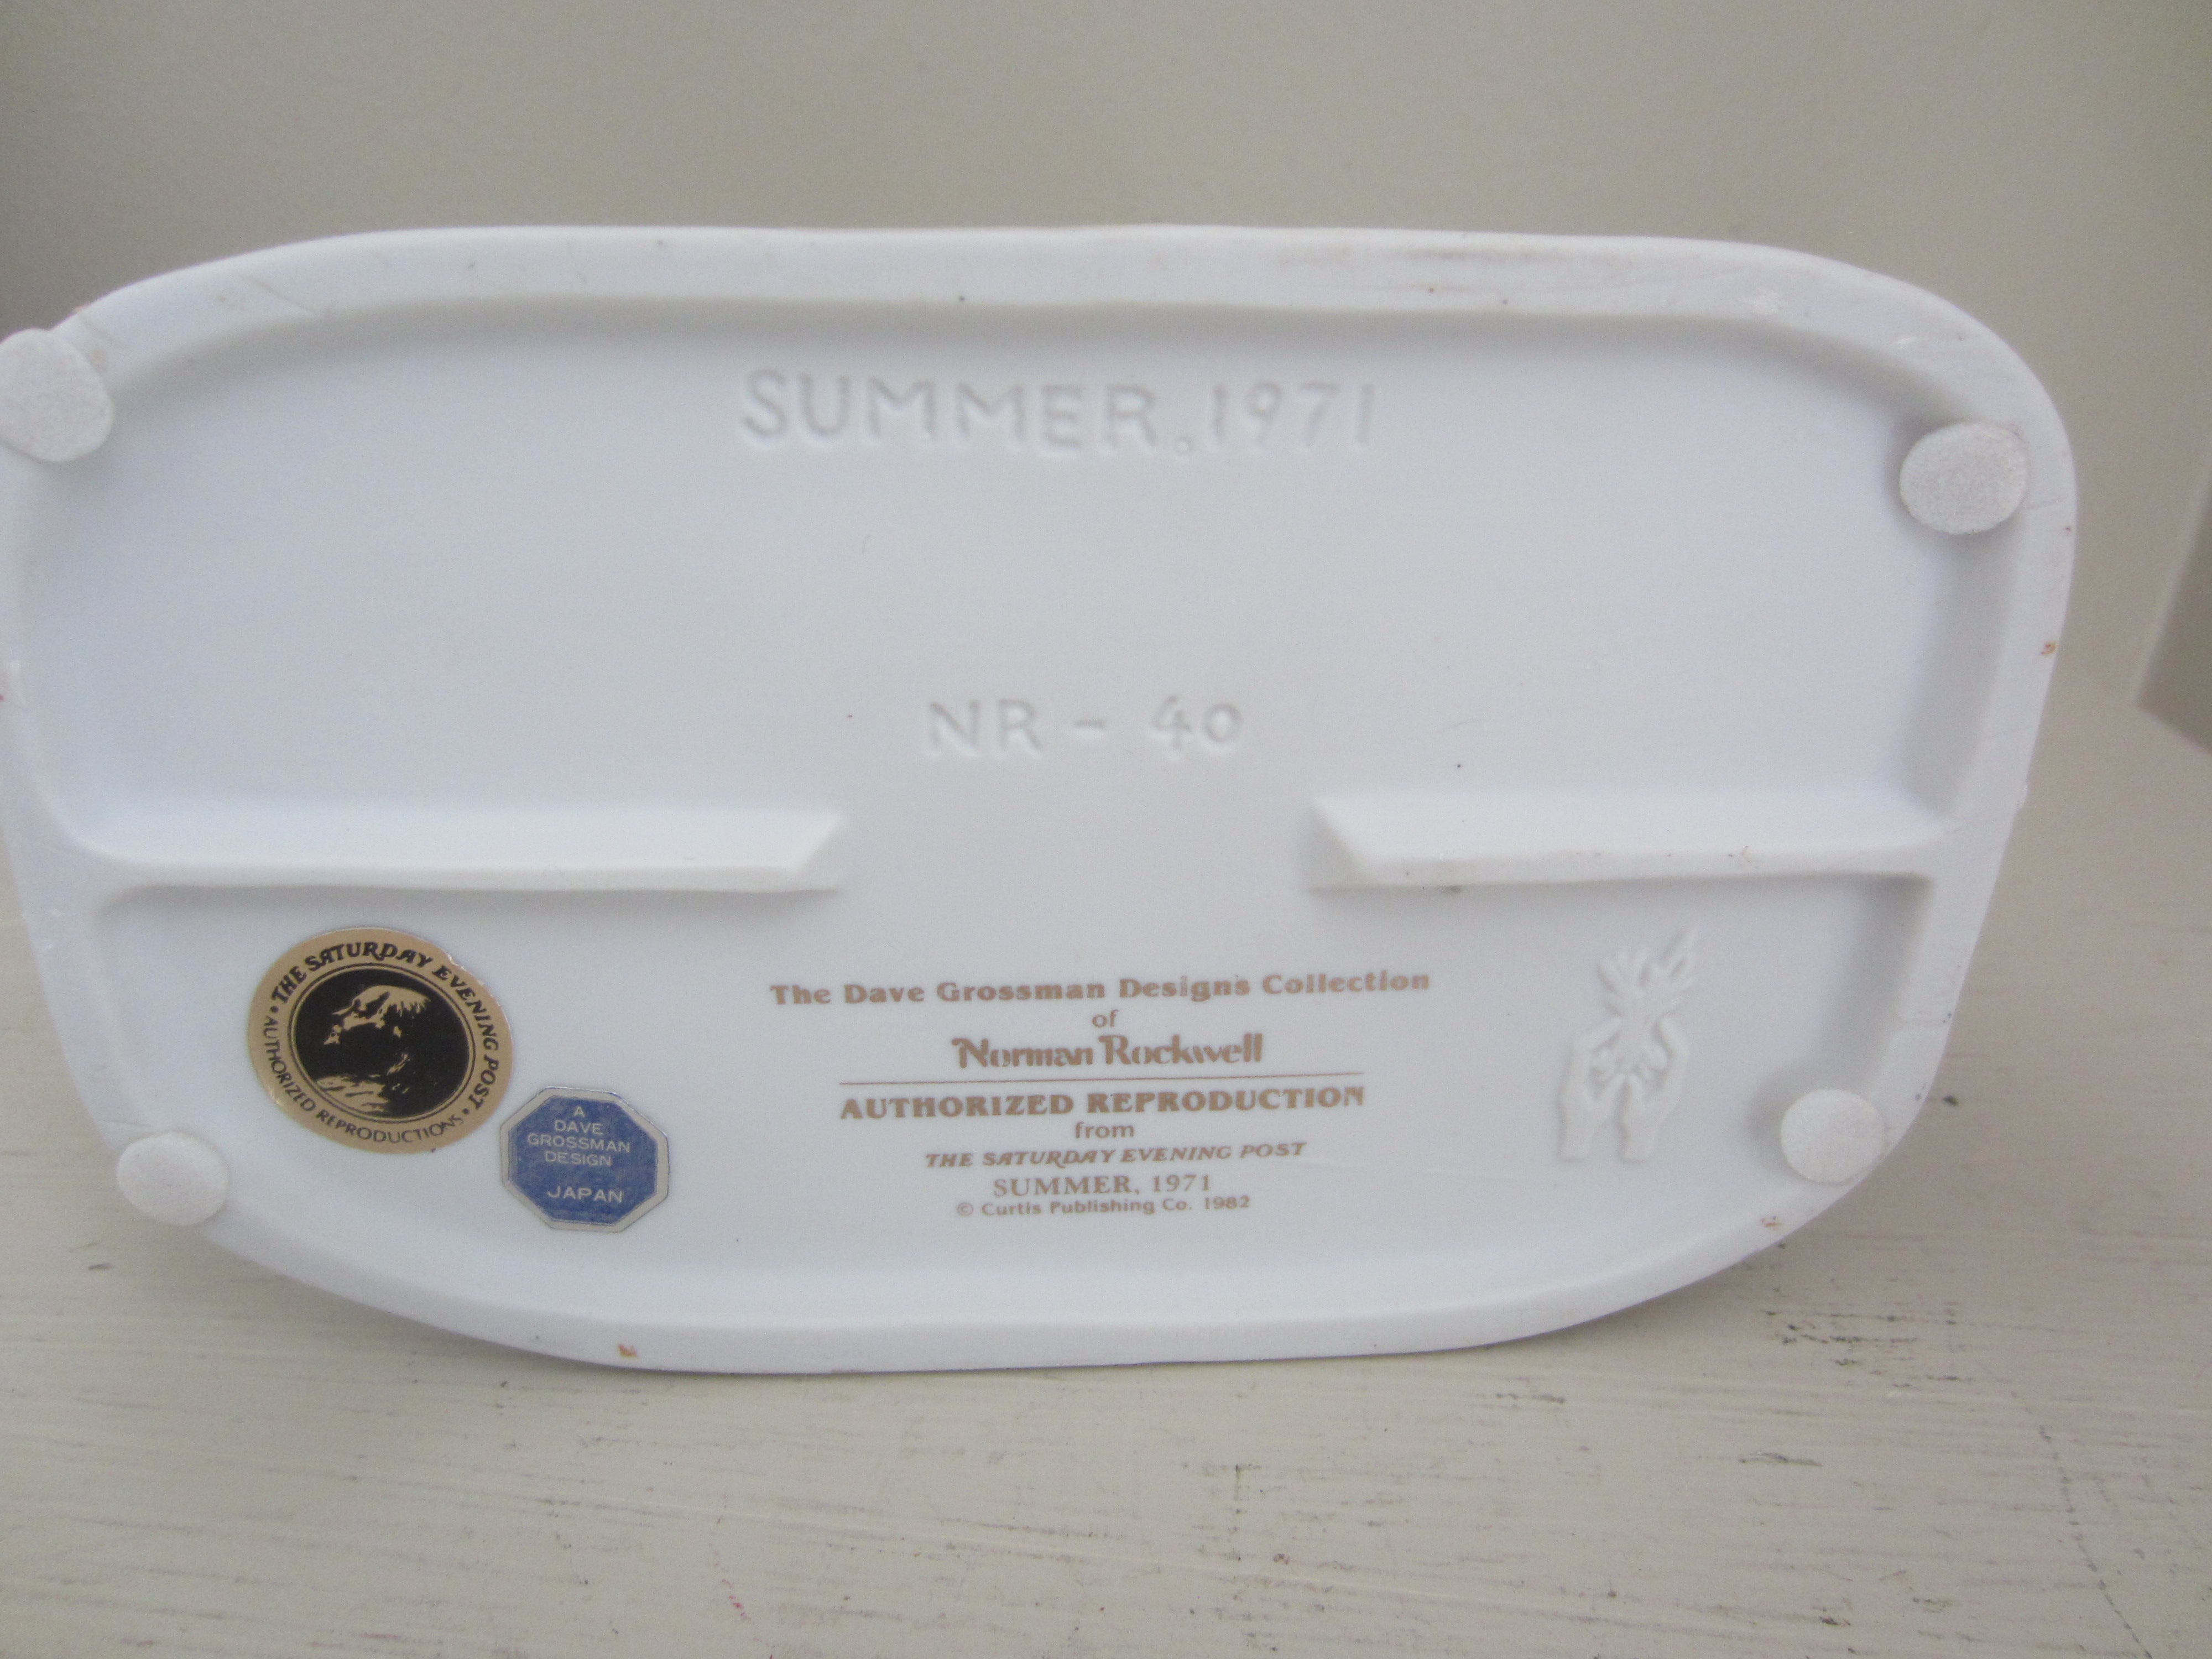 SUMMER, 1971
NR - 40
The Dave Grossman Designs Collection
of
Norman Rockwell
AUTHORIZED REPRODUCTION
from
THE SATURDAY EVENING POST
SUMMER, 1971
© Curtis Publishing Co. 1982
• THE SATURDAY EVENING POST •
AUTHORIZED REPRODUCTIONS
A
DAVE
GROSSMAN
DESIGN
JAPAN